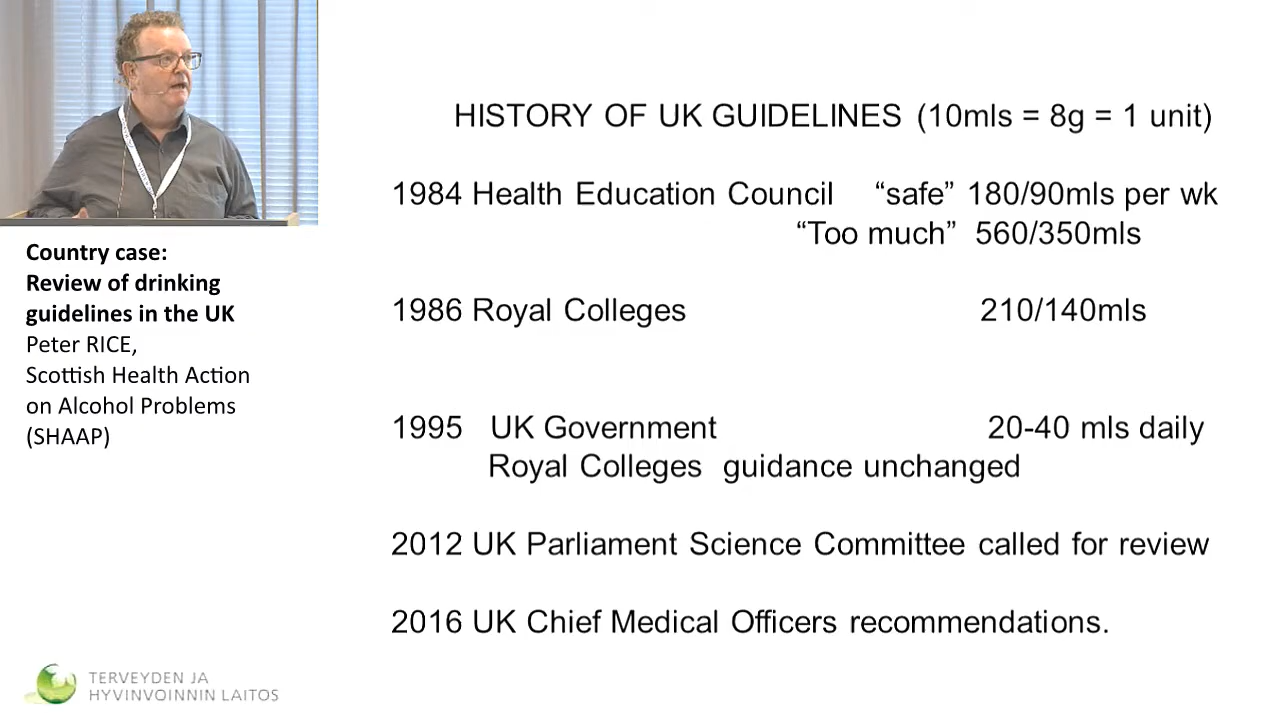 HISTORY OF UK GUIDELINES (10mls = 8g = 1 unit)
1984 Health Education Council “safe” 180/90mls per wk
“Too much” 560/350mls
1986 Royal Colleges 210/140mls
1995 UK Government 20-40 mls daily
Royal Colleges guidance unchanged
2012 UK Parliament Science Committee called for review
2016 UK Chief Medical Officers recommendations.
Country case:
Review of drinking
guidelines in the UK
Peter RICE,
Scottish Health Action
on Alcohol Problems
(SHAAP)
TERVEYDEN JA
HYVINVOINNIN LAITOS